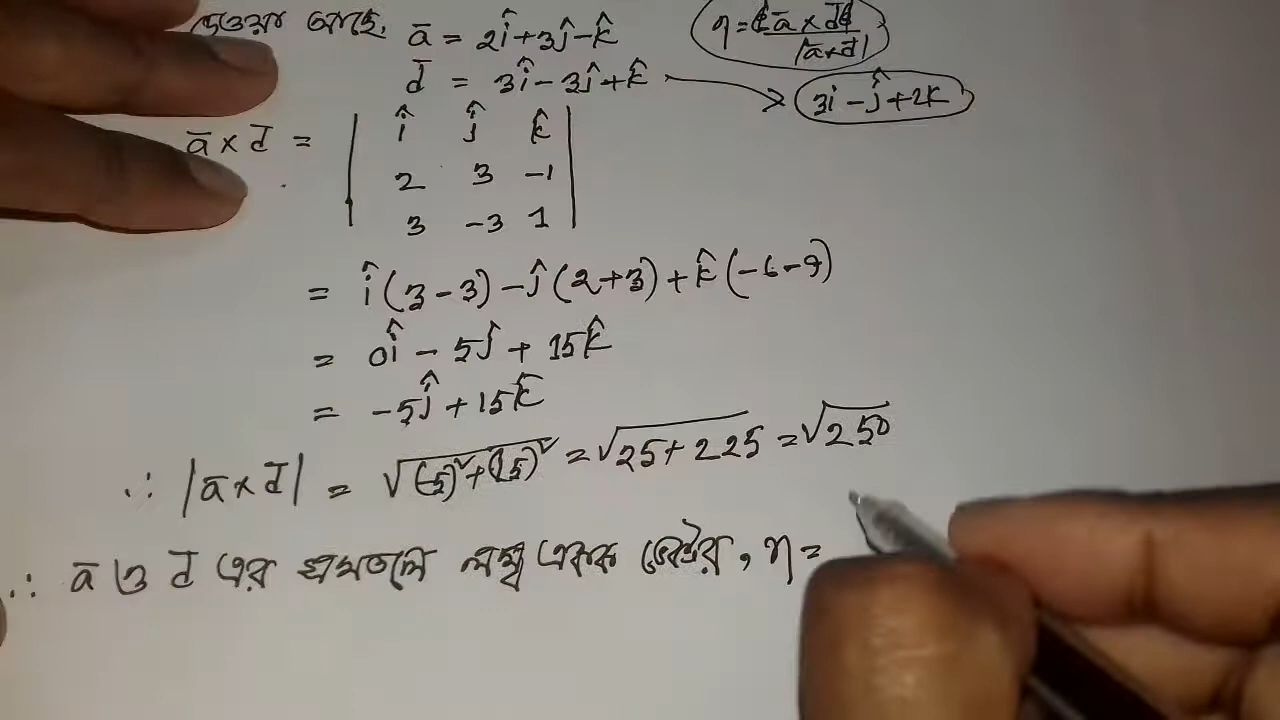 দেওয়া আছে, ā = 2î+3ĵ-k̂
η = ± ā × d̄ / |ā×d̄|
d̄ = 3î-3ĵ+k̂
3i-ĵ+2k
ā × d̄ = | î ĵ k̂
2 3 -1
3 -3 1 |
= î(3-3)-ĵ(2+3)+k̂(-6-9)
= 0î - 5ĵ + 15k̂
= -5ĵ+15k̂
∴ |ā×d̄| = √(-5)²+(15)² = √25+225 = √250
∴ ā ও d̄ এর সমতলে লম্ব একক ভেক্টর, η =